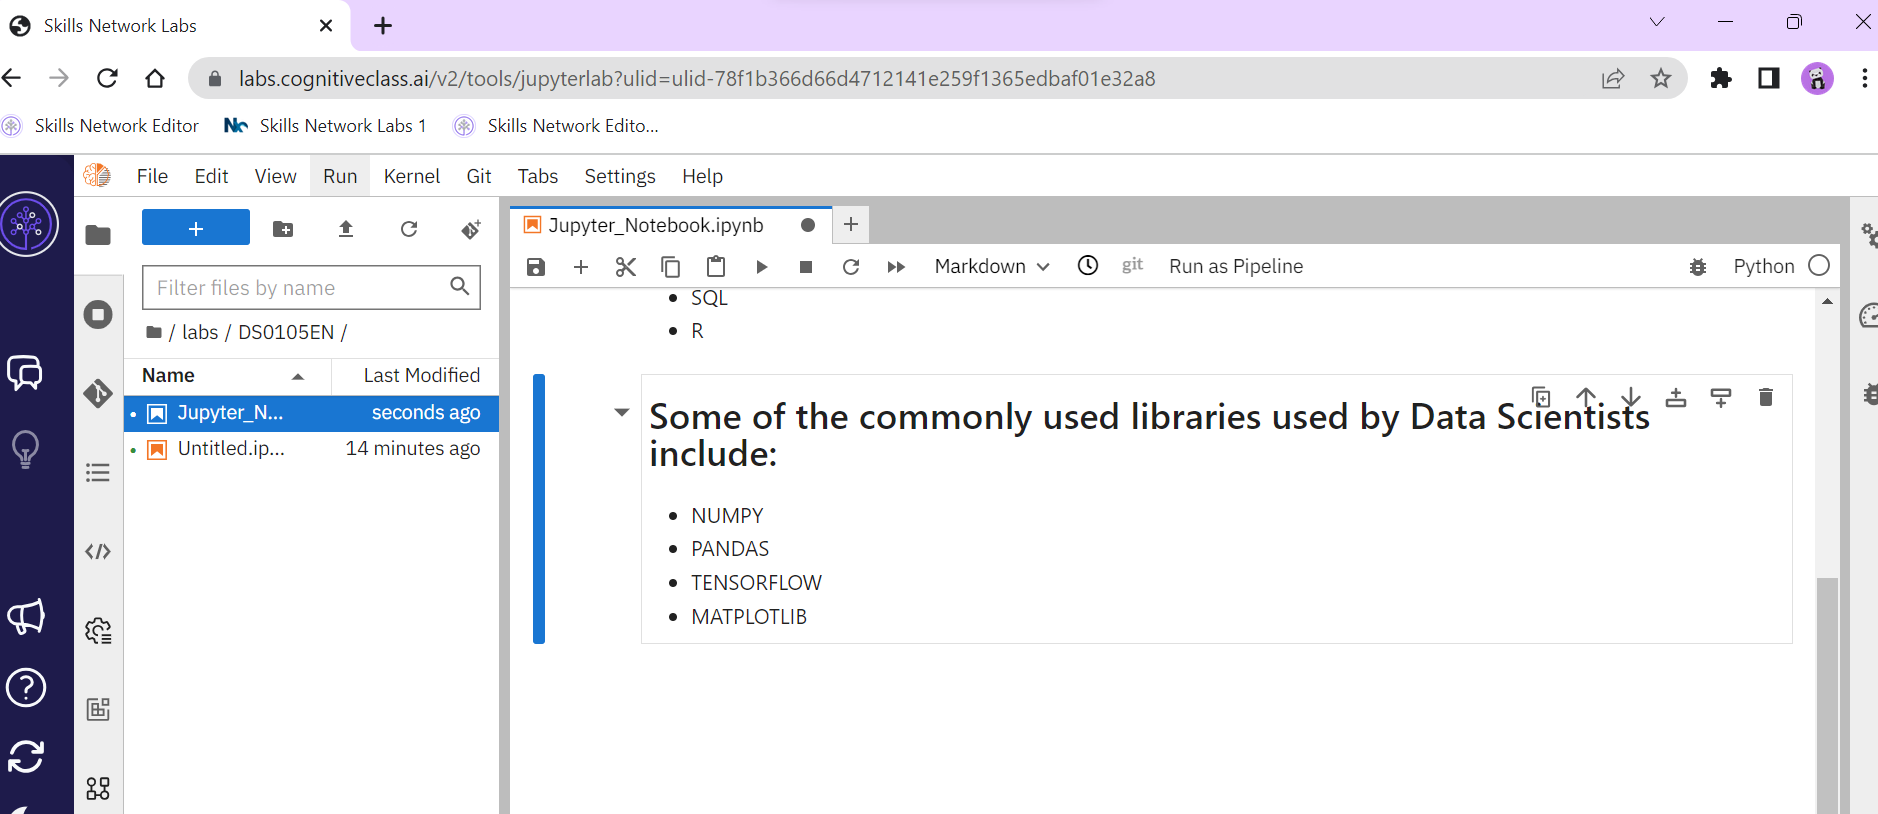 Skills Network Labs
labs.cognitiveclass.ai/v2/tools/jupyterlab?ulid=ulid-78f1b366d66d4712141e259f1365edbaf01e32a8
Skills Network Editor Skills Network Labs 1 Skills Network Edito...
File Edit View Run Kernel Git Tabs Settings Help
Jupyter_Notebook.ipynb
Markdown git Run as Pipeline Python
Filter files by name
/ labs / DS0105EN /
Name Last Modified
Jupyter_N... seconds ago
Untitled.ip... 14 minutes ago
SQL
R
Some of the commonly used libraries used by Data Scientists
include:
NUMPY
PANDAS
TENSORFLOW
MATPLOTLIB